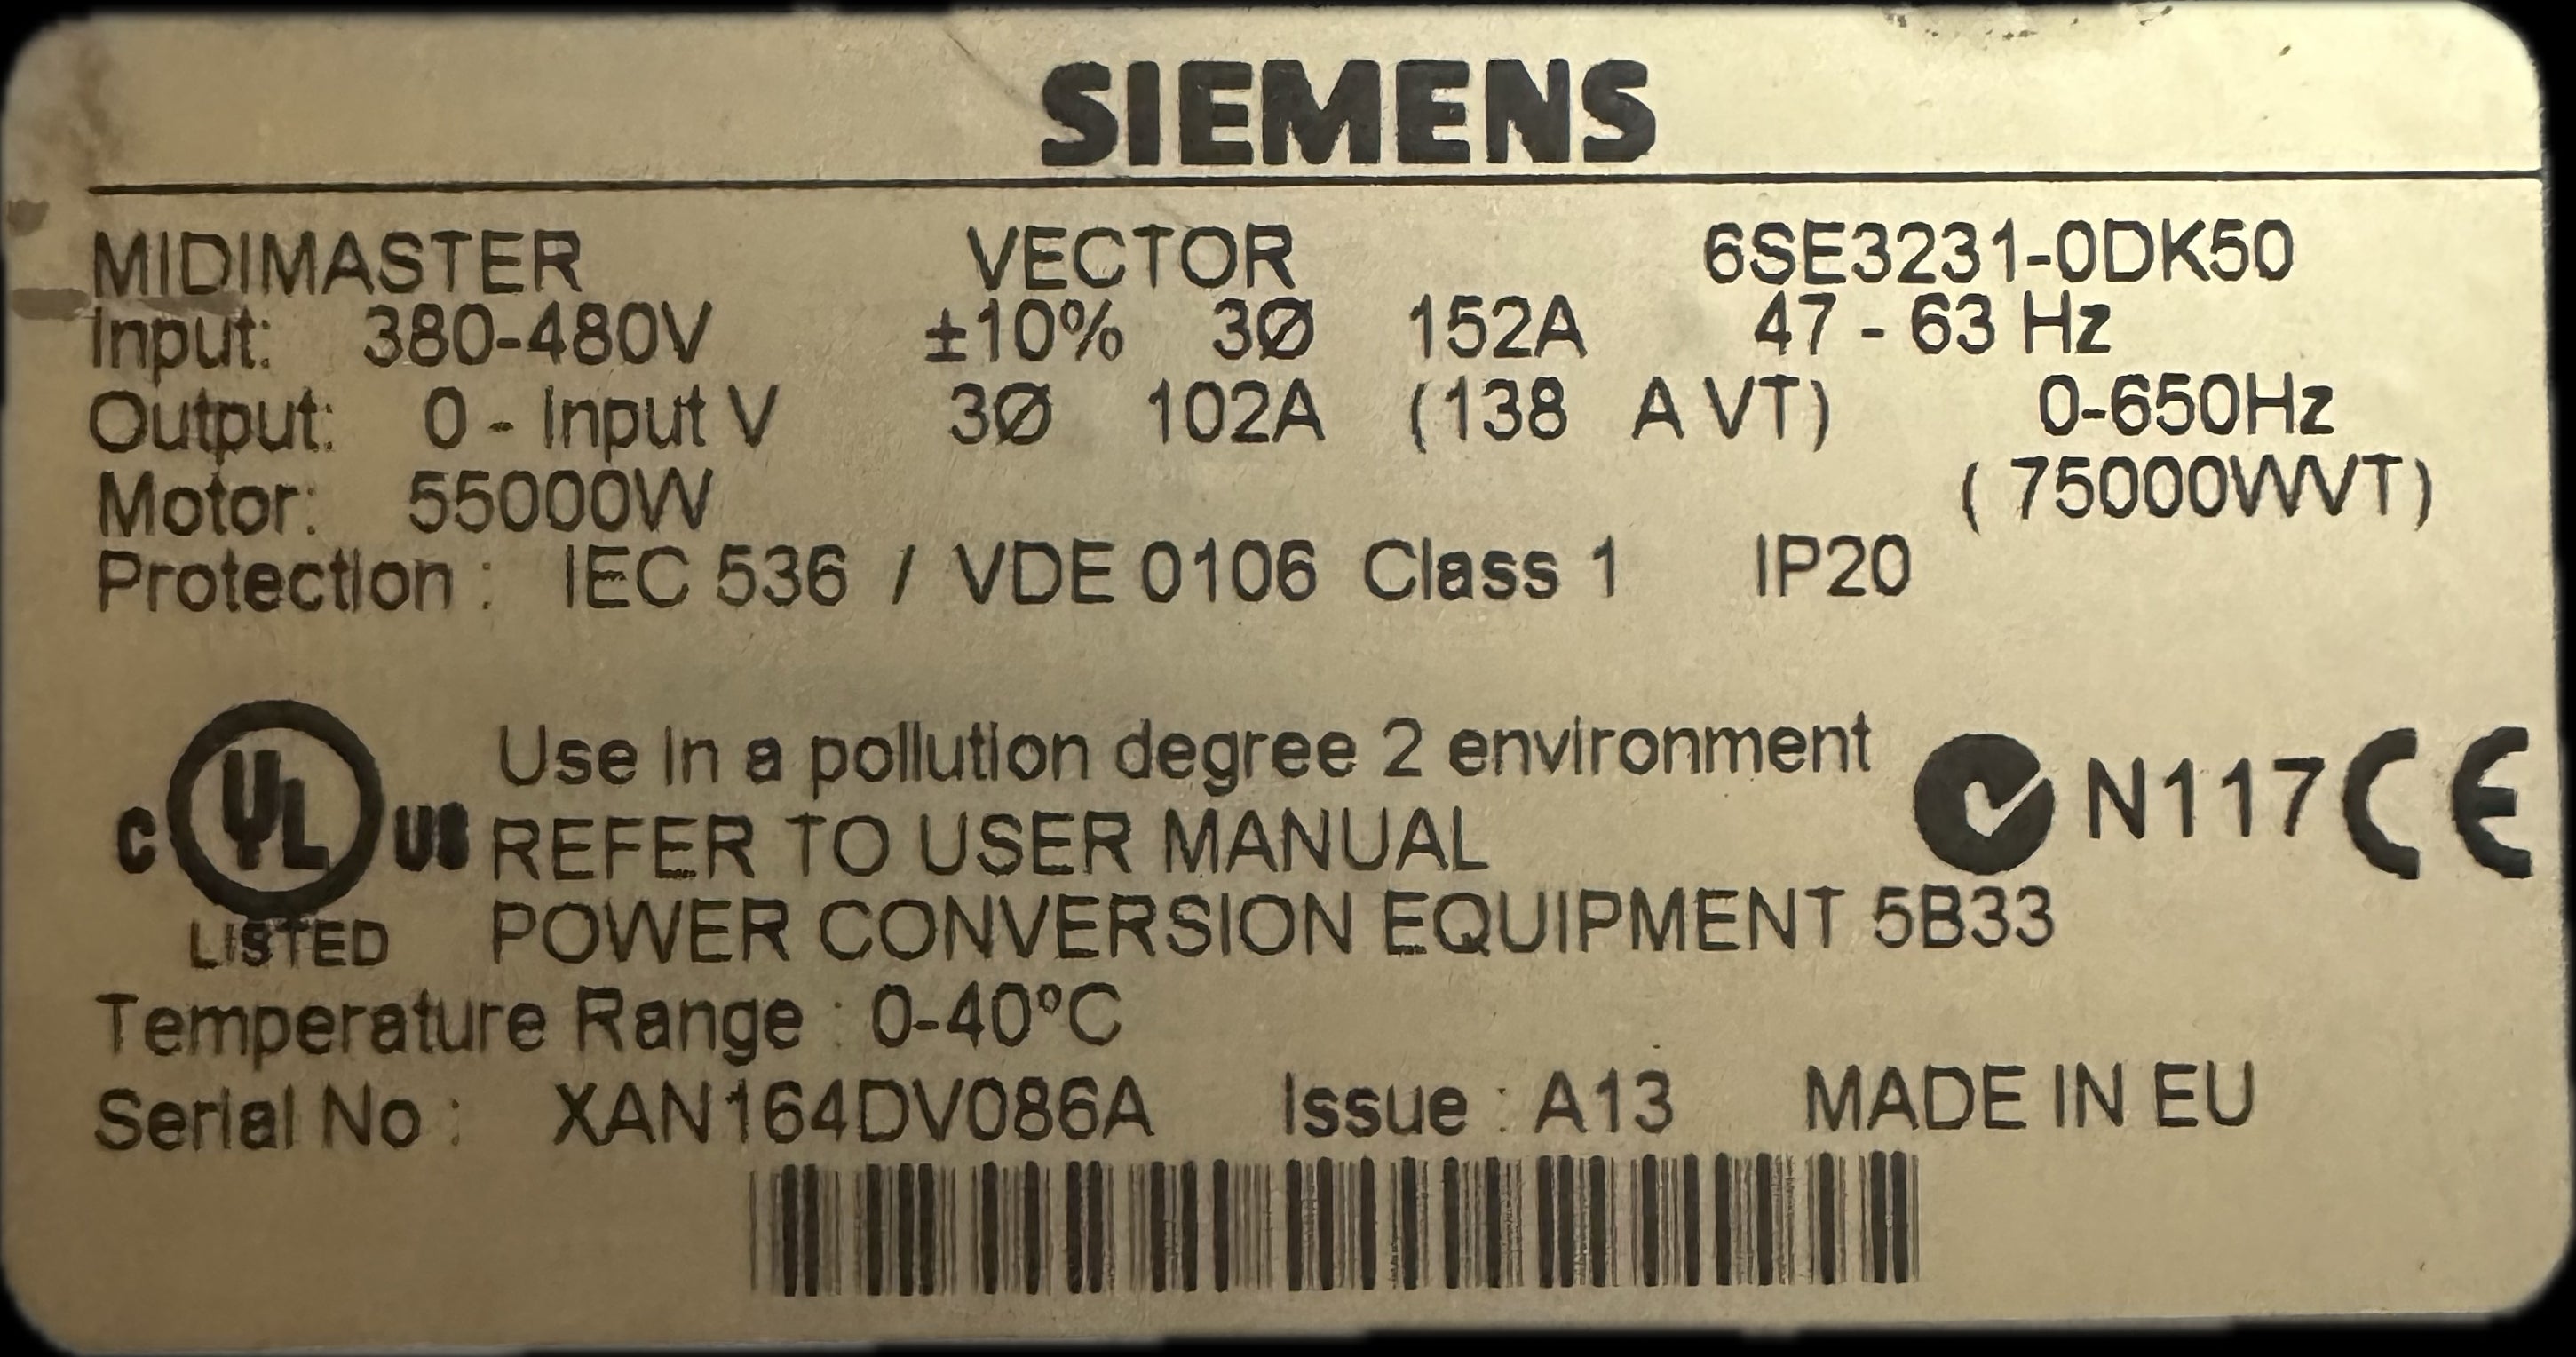 SIEMENS
MIDIMASTER VECTOR 6SE3231-0DK50
Input: 380-480V ±10% 3Ø 152A 47 - 63 Hz
Output: 0 - Input V 3Ø 102A (138 A VT) 0-650Hz
Motor: 55000W (75000WVT)
Protection : IEC 536 / VDE 0106 Class 1 IP20
C UL US LISTED
Use in a pollution degree 2 environment
REFER TO USER MANUAL
N117 CE
POWER CONVERSION EQUIPMENT 5B33
Temperature Range : 0-40ºC
Serial No : XAN164DV086A Issue : A13 MADE IN EU